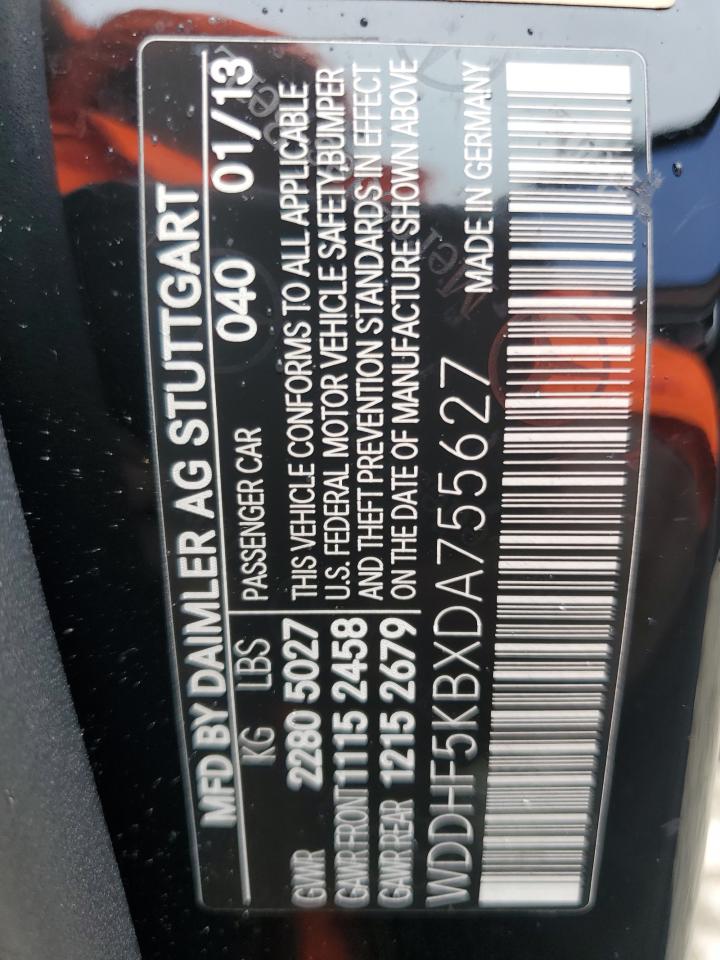 MFD BY DAIMLER AG STUTTGART
KG LBS 040 01/13
GVWR 2280 5027 PASSENGER CAR
GAWR FRONT 1115 2458
GAWR REAR 1215 2679
THIS VEHICLE CONFORMS TO ALL APPLICABLE
U.S. FEDERAL MOTOR VEHICLE SAFETY,BUMPER
AND THEFT PREVENTION STANDARDS IN EFFECT
ON THE DATE OF MANUFACTURE SHOWN ABOVE
WDDHF5KBXDA755627 MADE IN GERMANY